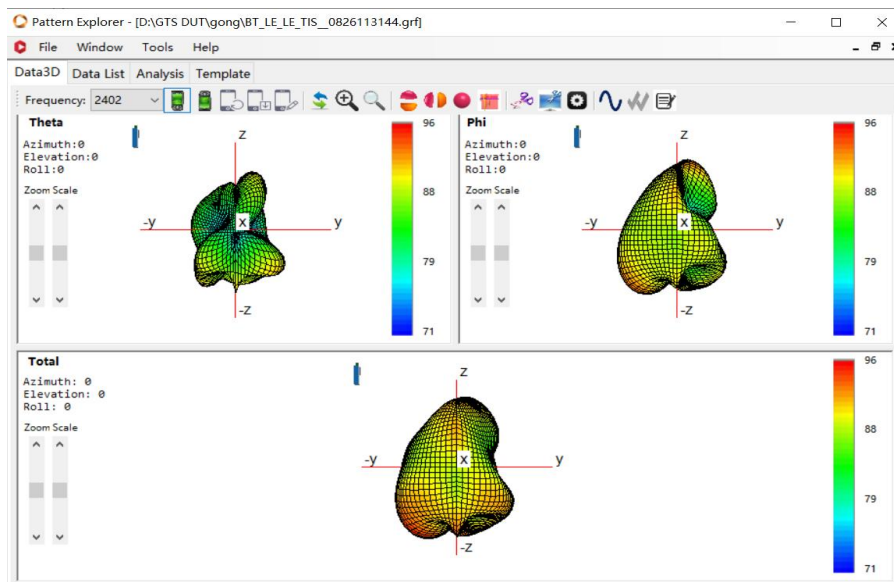 Pattern Explorer - [D:\GTS DUT\gong\BT_LE_LE_TIS__0826113144.grf]
File Window Tools Help
Data3D Data List Analysis Template
Frequency: 2402
Theta
Azimuth:0
Elevation:0
Roll:0
Zoom Scale
z
-y
x
y
-z
96
88
79
71
Phi
Azimuth:0
Elevation:0
Roll:0
Zoom Scale
z
-y
x
y
-z
96
88
79
71
Total
Azimuth: 0
Elevation: 0
Roll: 0
Zoom Scale
z
-y
x
y
-z
96
88
79
71